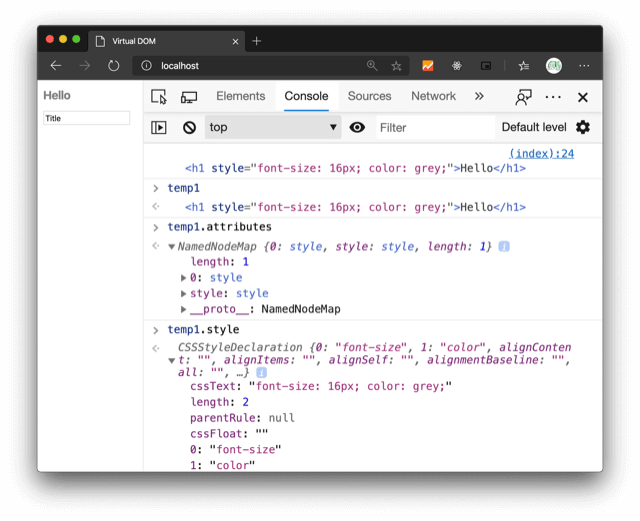 Virtual DOM
localhost
Hello
Title
Elements Console Sources Network
top Filter Default level
(index):24
<h1 style="font-size: 16px; color: grey;">Hello</h1>
temp1
<h1 style="font-size: 16px; color: grey;">Hello</h1>
temp1.attributes
NamedNodeMap {0: style, style: style, length: 1}
length: 1
0: style
style: style
__proto__: NamedNodeMap
temp1.style
CSSStyleDeclaration {0: "font-size", 1: "color", alignConten
t: "", alignItems: "", alignSelf: "", alignmentBaseline: "",
all: "", …}
cssText: "font-size: 16px; color: grey;"
length: 2
parentRule: null
cssFloat: ""
0: "font-size"
1: "color"